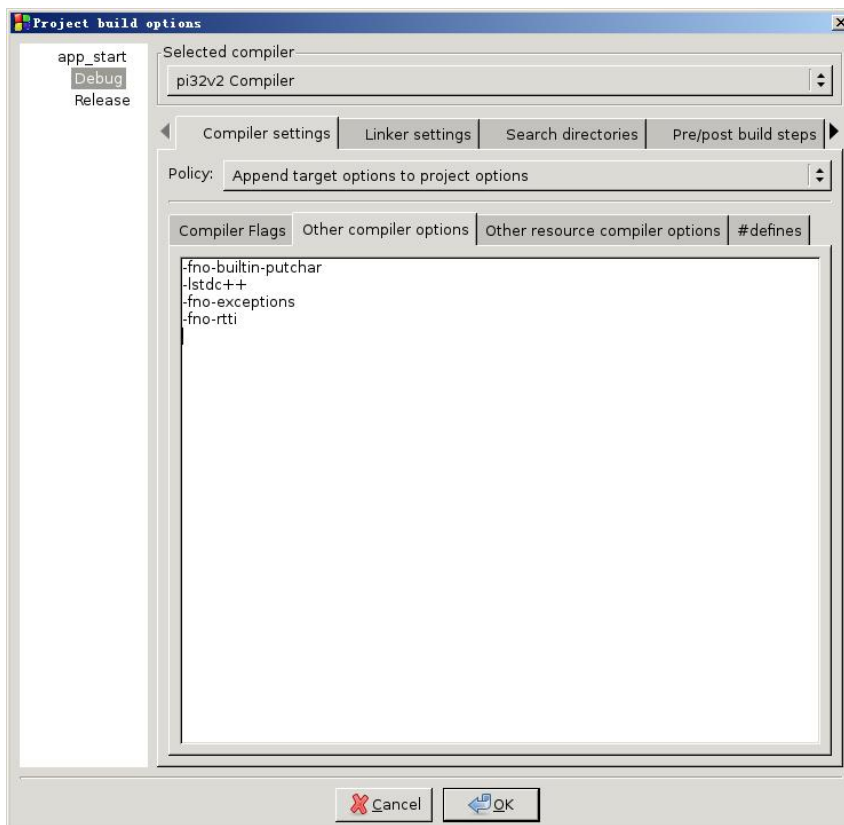 Project build options
app_start
Debug
Release
Selected compiler
pi32v2 Compiler
Compiler settings
Linker settings
Search directories
Pre/post build steps
Policy:
Append target options to project options
Compiler Flags
Other compiler options
Other resource compiler options
#defines
-fno-builtin-putchar
-lstdc++
-fno-exceptions
-fno-rtti
Cancel
OK